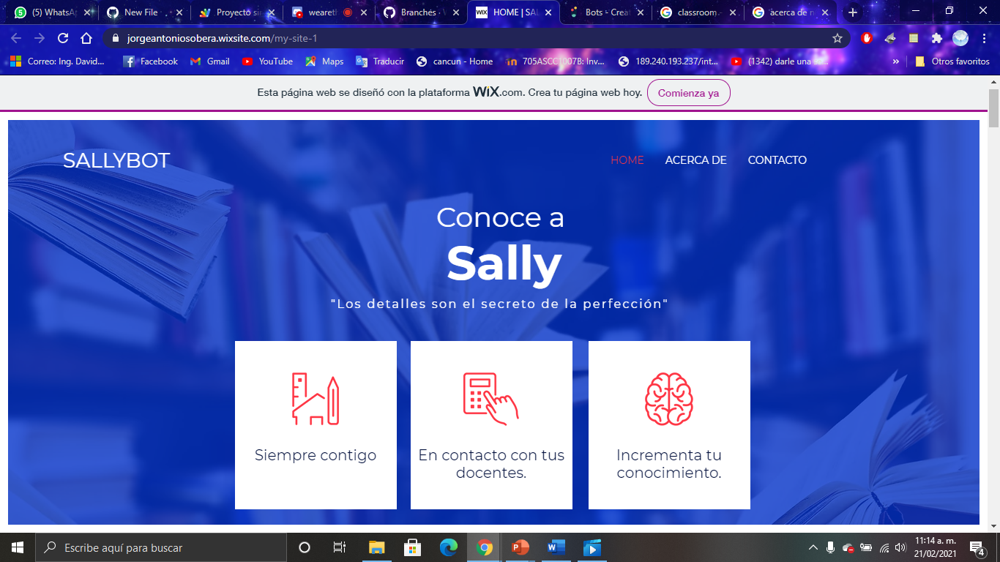 (5) WhatsA
New File
Proyecto si
wearet
Branches ·
HOME | SAL
Bots - Crea
classroom
acerca de n
jorgeantoniosobera.wixsite.com/my-site-1
Correo: Ing. David...
Facebook
Gmail
YouTube
Maps
Traducir
cancun - Home
705ASCC1007B: Inv...
189.240.193.237/int...
(1342) darle una
»
Otros favoritos
Esta página web se diseñó con la plataforma WiX.com. Crea tu página web hoy.
Comienza ya
SALLYBOT
HOME
ACERCA DE
CONTACTO
Conoce a
Sally
"Los detalles son el secreto de la perfección"
Siempre contigo
En contacto con tus
docentes.
Incrementa tu
conocimiento.
Escribe aquí para buscar
11:14 a. m.
21/02/2021
4